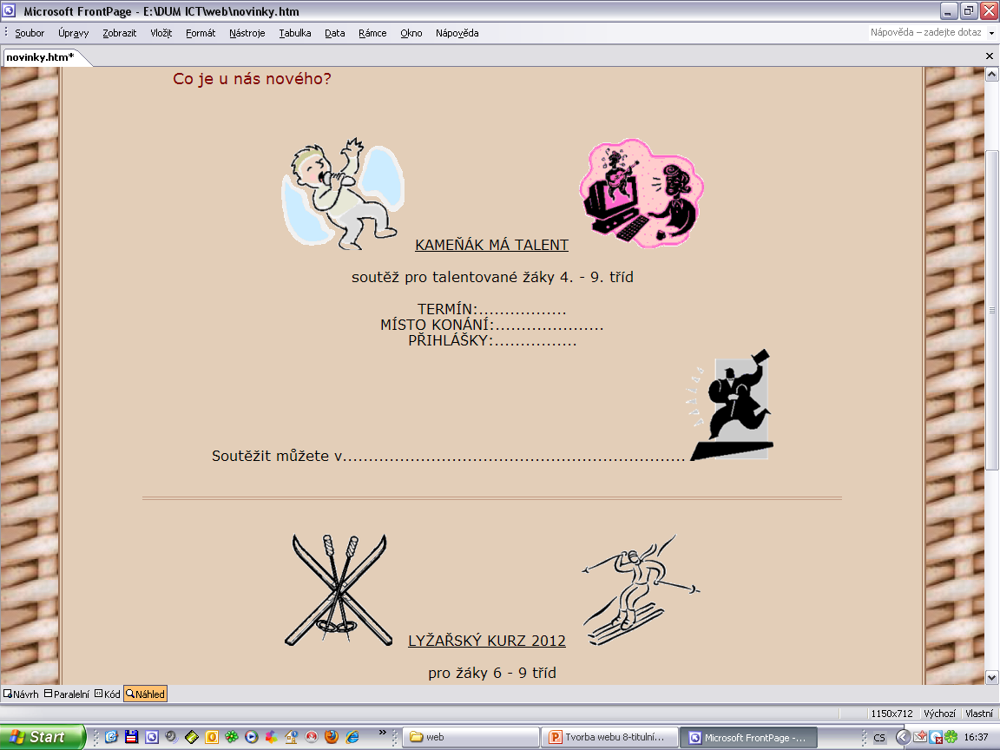 Microsoft FrontPage - E:\DUM ICT\web\novinky.htm
Soubor Úpravy Zobrazit Vložit Formát Nástroje Tabulka Data Rámce Okno Nápověda Nápověda – zadejte dotaz
novinky.htm*
Co je u nás nového?
KAMEŇÁK MÁ TALENT
soutěž pro talentované žáky 4. - 9. tříd
TERMÍN:.................
MÍSTO KONÁNÍ:.....................
PŘIHLÁŠKY:................
Soutěžit můžete v..................................................................
LYŽAŘSKÝ KURZ 2012
pro žáky 6 - 9 tříd
Návrh Paralelní Kód Náhled
1150x712 Výchozí Vlastní
Start web Tvorba webu 8-titulní... Microsoft FrontPage -... CS 16:37